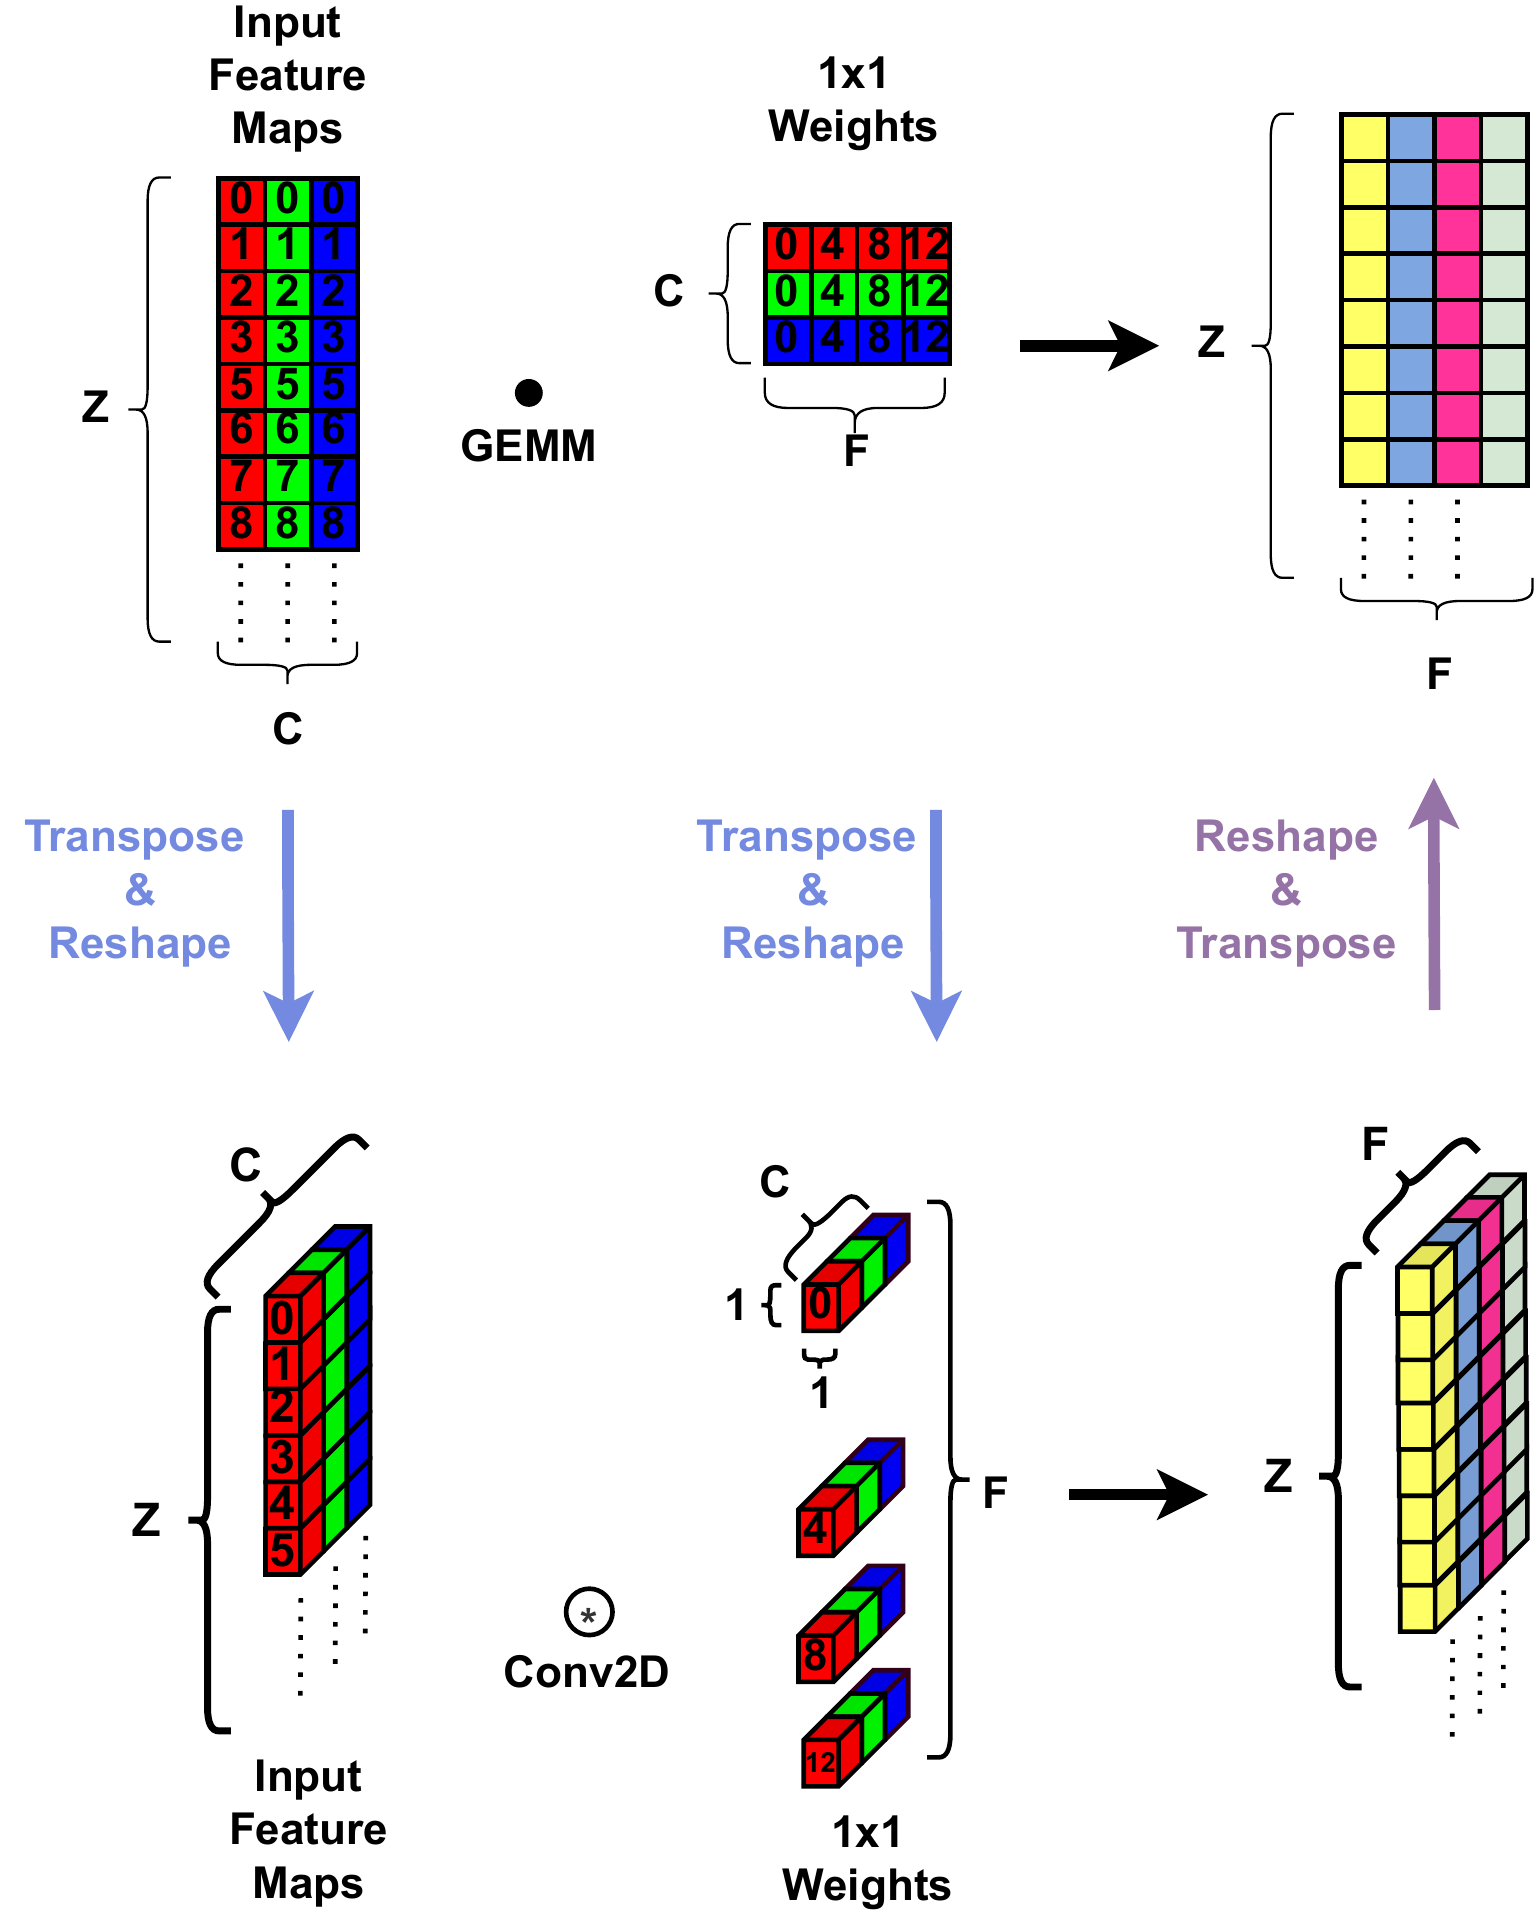 Input
Feature
Maps
1x1
Weights
0 0 0
1 1 1
2 2 2
3 3 3
5 5 5
6 6 6
7 7 7
8 8 8
Z
C
GEMM
0 4 8 12
0 4 8 12
0 4 8 12
C
F
Z
F
Transpose
&
Reshape
Transpose
&
Reshape
Reshape
&
Transpose
C
Z
0
1
2
3
4
5
Input
Feature
Maps
*
Conv2D
C
1
0
1
4
8
12
F
1x1
Weights
F
Z